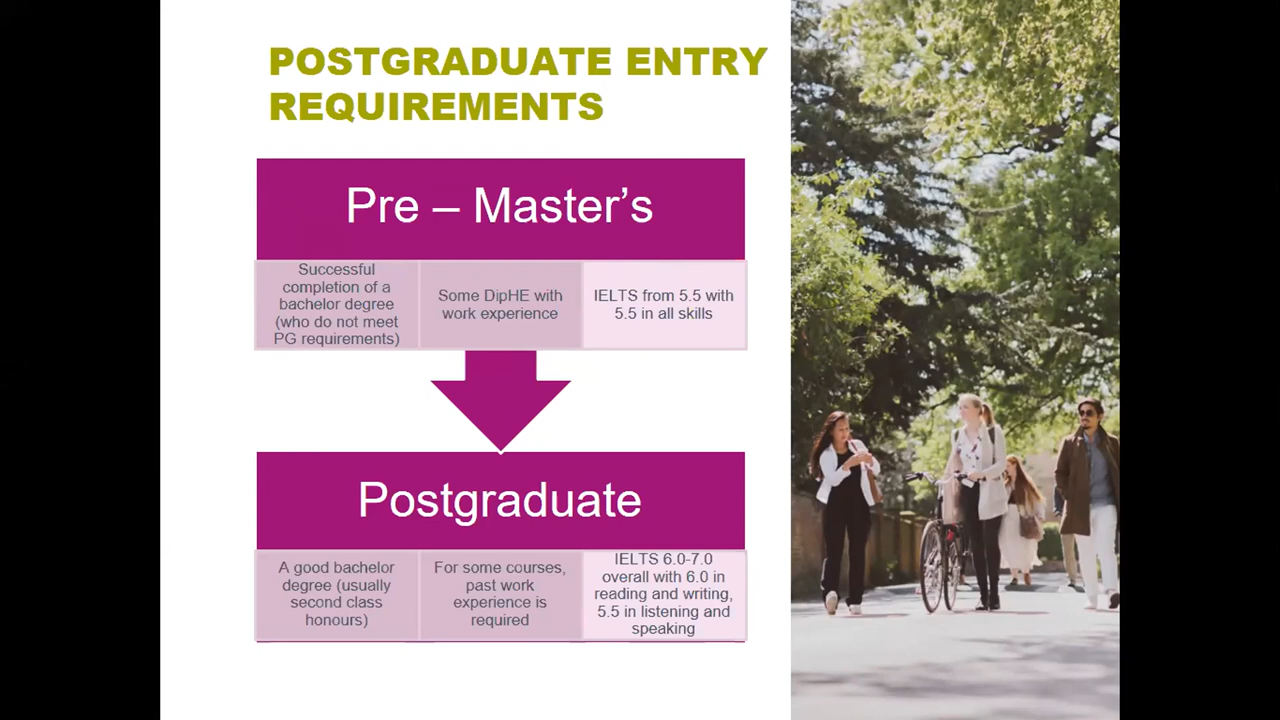 POSTGRADUATE ENTRY
REQUIREMENTS
Pre – Master’s
Successful
completion of a
bachelor degree
(who do not meet
PG requirements)
Some DipHE with
work experience
IELTS from 5.5 with
5.5 in all skills
Postgraduate
A good bachelor
degree (usually
second class
honours)
For some courses,
past work
experience is
required
IELTS 6.0-7.0
overall with 6.0 in
reading and writing,
5.5 in listening and
speaking